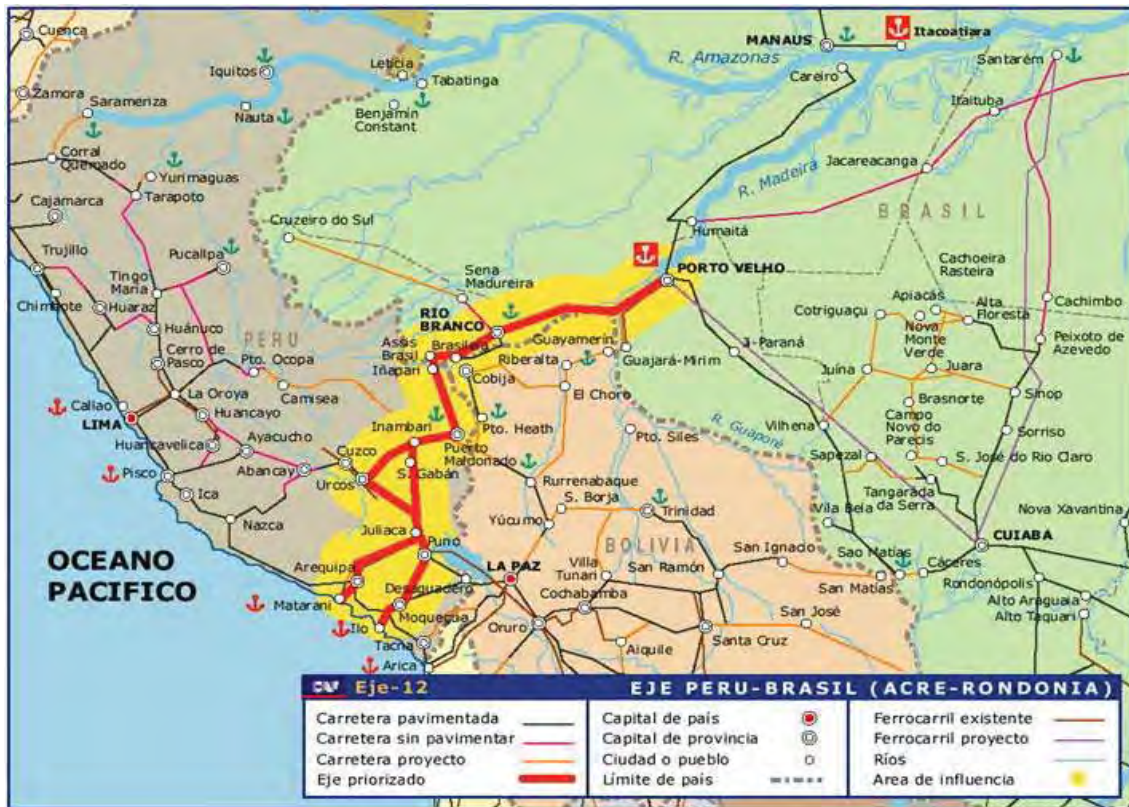 Cuenca
Zamora
Sarameriza
Corral
Quemado
Iquitos
Nauta
Leticia
Tabatinga
Benjamin
Constant
MANAUS
Itacoatiara
Careiro
R. Amazonas
Santarém
Itaituba
Jacareacanga
R. Madeira
BRASIL
Yurimaguas
Tarapoto
Cajamarca
Trujillo
Pucallpa
Tingo
Maria
Chimbote
Huaraz
Huánuco
Cerro de
Pasco
PERU
Pto. Ocopa
Camisea
La Oroya
Callao
LIMA
Huancayo
Huancavelica
Ayacucho
Abancay
Pisco
Ica
Nazca
Cuzco
Urcos
Cruzeiro do Sul
Sena
Madureira
RIO
BRANCO
Assis
Brasil
Brasileia
Iñapari
Cobija
Humaitá
PORTO VELHO
Guayamerin
Riberalta
Guajará-Mirim
El Choro
Inambari
Pto. Heath
Puerto
Maldonado
S. Gabán
Juliaca
Puno
Arequipa
Matarani
Desaguadero
Moquegua
Ilo
Tacna
Arica
OCEANO
PACIFICO
Pto. Siles
Rurrenabaque
S. Borja
Yúcumo
Trinidad
BOLIVIA
LA PAZ
Villa
Tunari
San Ramón
San Ignacio
Cochabamba
Oruro
Aiquile
Santa Cruz
San José
San Matías
Sao Matías
Cáceres
R. Guaporé
J-Paraná
Vilhena
Sapezal
Vila Bela
Cotriguaçu
Apiacás
Cachoeira
Rasteira
Alta
Floresta
Nova
Monte
Verde
Juína
Juara
Brasnorte
Campo
Novo do
Parecis
S. José do Rio Claro
Tangarada
da Serra
Cachimbo
Peixoto de
Azevedo
Sinop
Sorriso
Nova Xavantina
CUIABÁ
Rondonópolis
Alto Araguaia
Alto Taquari
CAF Eje-12 EJE PERU-BRASIL (ACRE-RONDONIA)
Carretera pavimentada
Carretera sin pavimentar
Carretera proyecto
Eje priorizado
Capital de país
Capital de provincia
Ciudad o pueblo
Límite de país
Ferrocarril existente
Ferrocarril proyecto
Ríos
Area de influencia